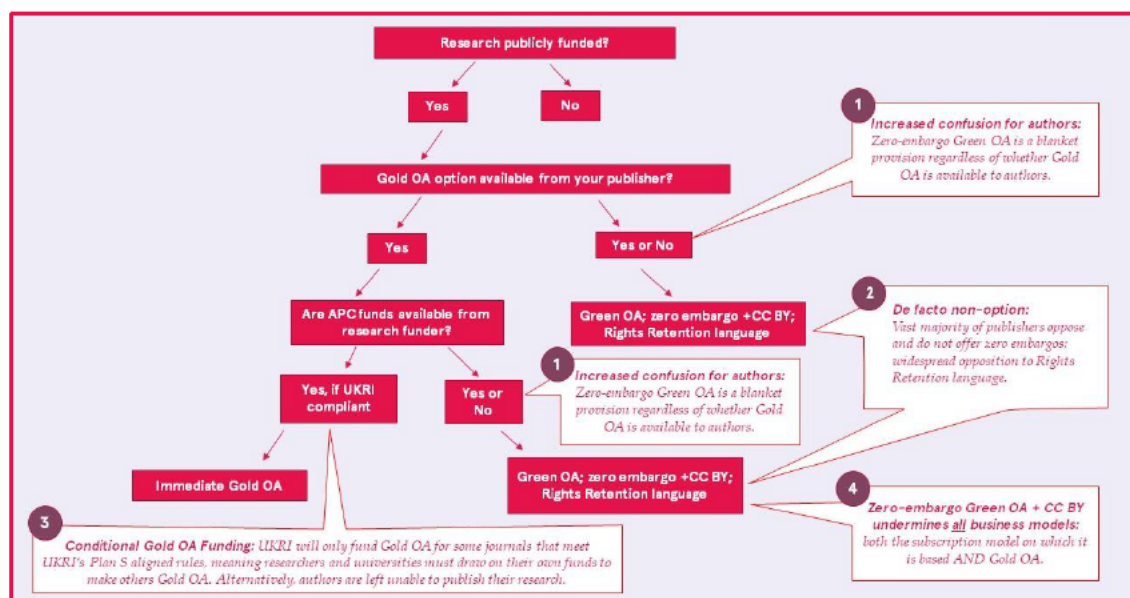 Research publicly funded?
Yes
No
1
Increased confusion for authors:
Zero-embargo Green OA is a blanket
provision regardless of whether Gold
OA is available to authors.
Gold OA option available from your publisher?
Yes
Yes or No
Are APC funds available from
research funder?
Green OA; zero embargo +CC BY;
Rights Retention language
2
De facto non-option:
Vast majority of publishers oppose
and do not offer zero embargos;
widespread opposition to Rights
Retention language.
Yes, if UKRI
compliant
Yes or
No
1
Increased confusion for authors:
Zero-embargo Green OA is a blanket
provision regardless of whether Gold
OA is available to authors.
Immediate Gold OA
Green OA; zero embargo +CC BY;
Rights Retention language
3
Conditional Gold OA Funding: UKRI will only fund Gold OA for some journals that meet
UKRI's Plan S aligned rules, meaning researchers and universities must draw on their own funds to
make others Gold OA. Alternatively, authors are left unable to publish their research.
4
Zero-embargo Green OA + CC BY
undermines all business models:
both the subscription model on which it
is based AND Gold OA.